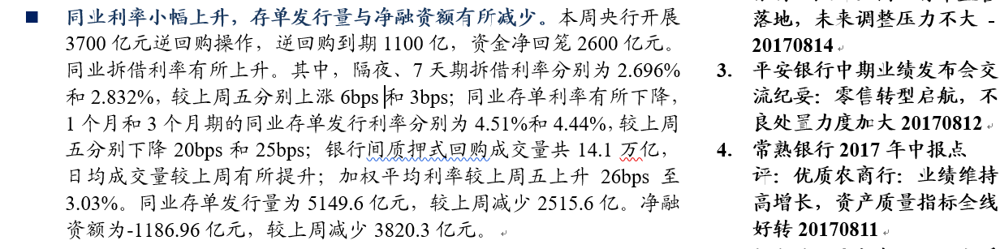 ■ 同业利率小幅上升，存单发行量与净融资额有所减少。本周央行开展
3700 亿元逆回购操作，逆回购到期 1100 亿，资金净回笼 2600 亿元。
同业拆借利率有所上升。其中，隔夜、7 天期拆借利率分别为 2.696%
和 2.832%，较上周五分别上涨 6bps 和 3bps；同业存单利率有所下降，
1 个月和 3 个月期的同业存单发行利率分别为 4.51%和 4.44%，较上周
五分别下降 20bps 和 25bps；银行间质押式回购成交量共 14.1 万亿，
日均成交量较上周有所提升；加权平均利率较上周五上升 26bps 至
3.03%。同业存单发行量为 5149.6 亿元，较上周减少 2515.6 亿。净融
资额为-1186.96 亿元，较上周减少 3820.3 亿元。
落地，未来调整压力不大 -
20170814
3. 平安银行中期业绩发布会交
流纪要：零售转型启航，不
良处置力度加大 20170812
4. 常熟银行 2017 年中报点
评：优质农商行：业绩维持
高增长，资产质量指标全线
好转 20170811